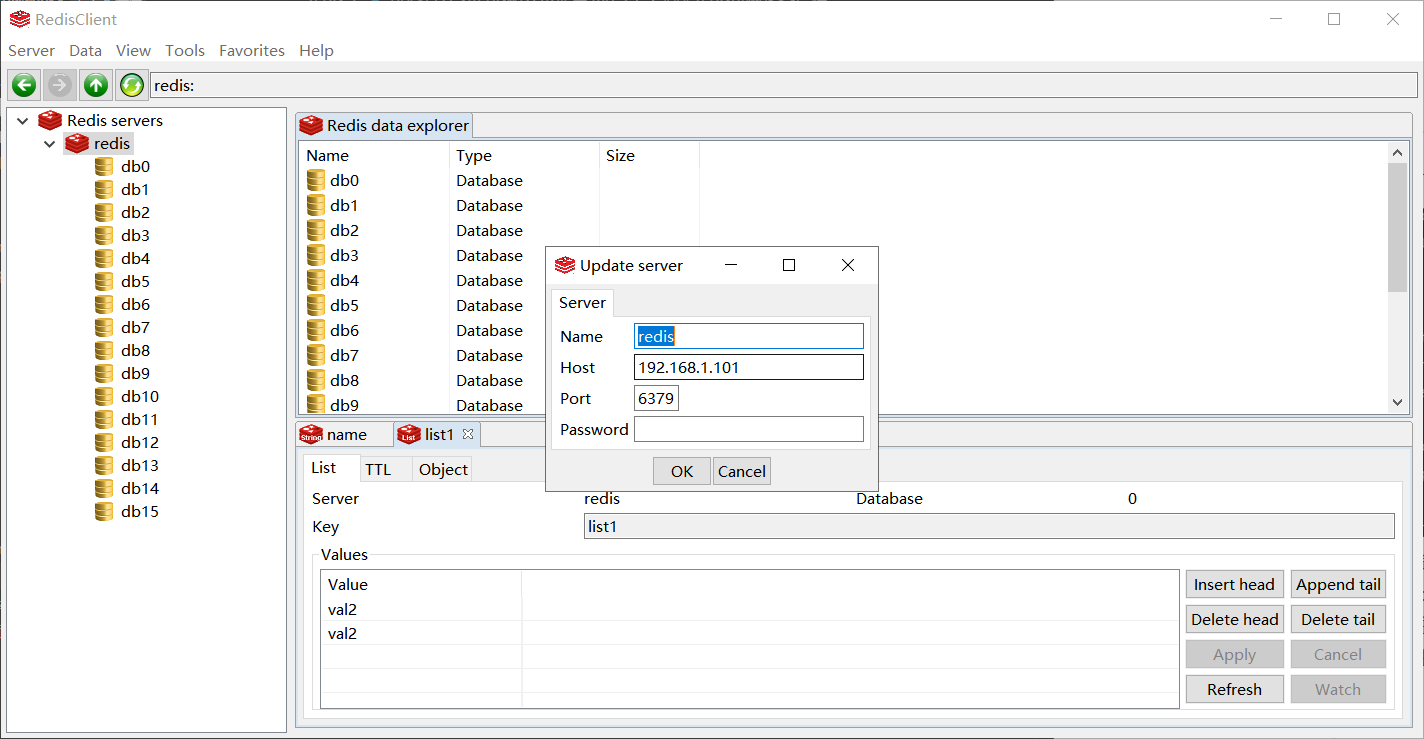 RedisClient
Server Data View Tools Favorites Help
redis:
Redis servers
redis
db0
db1
db2
db3
db4
db5
db6
db7
db8
db9
db10
db11
db12
db13
db14
db15
Redis data explorer
Name Type Size
db0 Database
db1 Database
db2 Database
db3 Database
db4 Database
db5 Database
db6 Database
db7 Database
db8 Database
db9 Database
Update server
Server
Name redis
Host 192.168.1.101
Port 6379
Password
OK Cancel
String name List list1
List TTL Object
Server redis Database 0
Key list1
Values
Value
val2
val2
Insert head Append tail
Delete head Delete tail
Apply Cancel
Refresh Watch